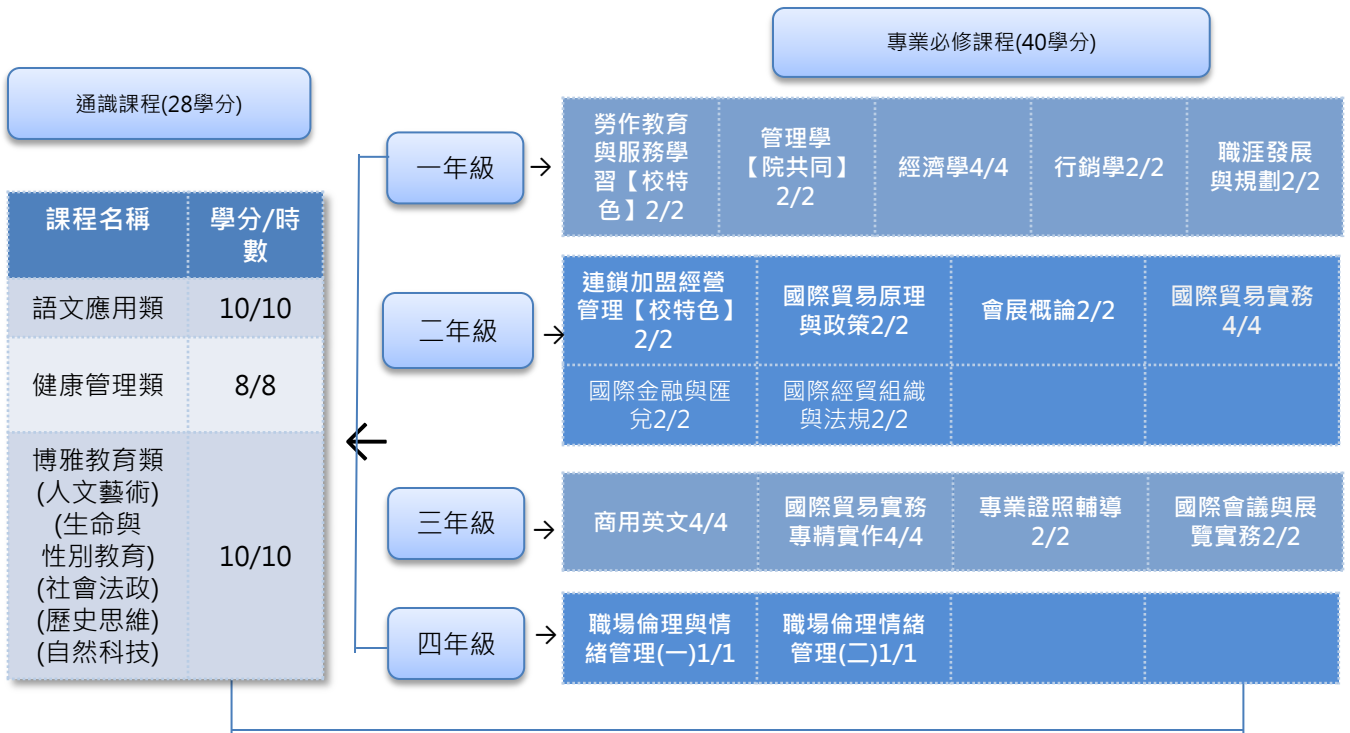 專業必修課程(40學分)
通識課程(28學分)
課程名稱
學分/時
數
語文應用類
10/10
健康管理類
8/8
博雅教育類
(人文藝術)
(生命與
性別教育)
(社會法政)
(歷史思維)
(自然科技)
10/10
一年級
→
勞作教育
與服務學
習【校特
色】2/2
管理學
【院共同】
2/2
經濟學4/4
行銷學2/2
職涯發展
與規劃2/2
二年級
→
連鎖加盟經營
管理【校特色】
2/2
國際貿易原理
與政策2/2
會展概論2/2
國際貿易實務
4/4
國際金融與匯
兌2/2
國際經貿組織
與法規2/2
←
三年級
→
商用英文4/4
國際貿易實務
專精實作4/4
專業證照輔導
2/2
國際會議與展
覽實務2/2
四年級
→
職場倫理與情
緒管理(一)1/1
職場倫理情緒
管理(二)1/1